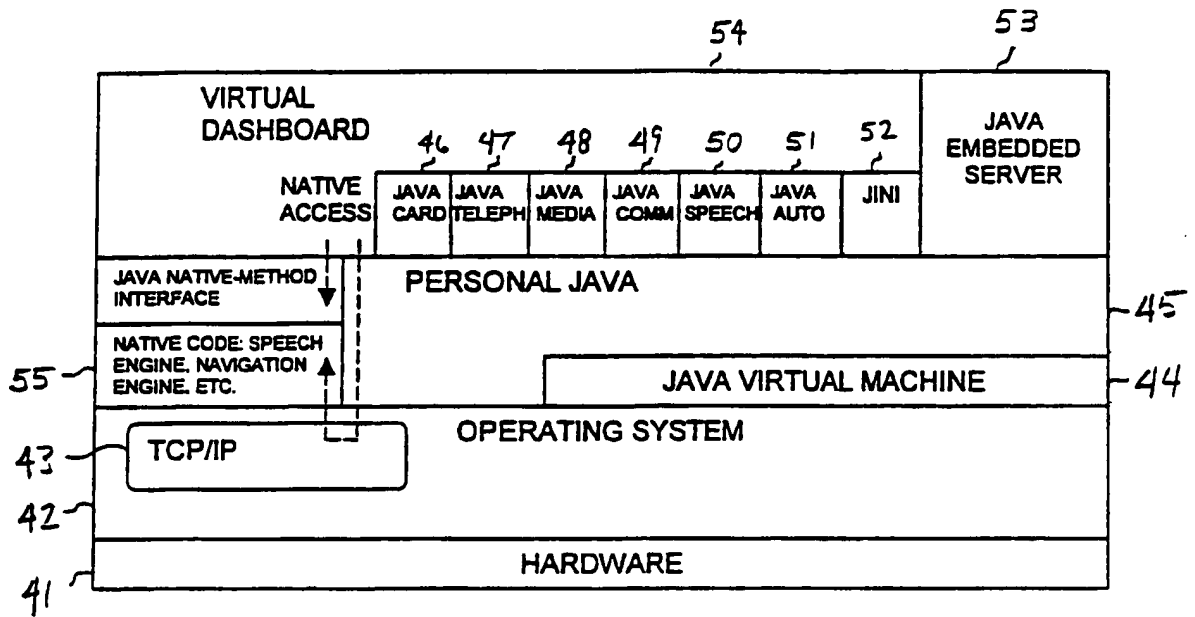 54
53
VIRTUAL
DASHBOARD
46 47 48 49 50 51 52
JAVA
EMBEDDED
SERVER
NATIVE
ACCESS
JAVA
CARD
JAVA
TELEPH
JAVA
MEDIA
JAVA
COMM
JAVA
SPEECH
JAVA
AUTO
JINI
JAVA NATIVE-METHOD
INTERFACE
PERSONAL JAVA
45
NATIVE CODE: SPEECH
ENGINE, NAVIGATION
ENGINE, ETC.
55
JAVA VIRTUAL MACHINE
44
OPERATING SYSTEM
43
TCP/IP
42
HARDWARE
41